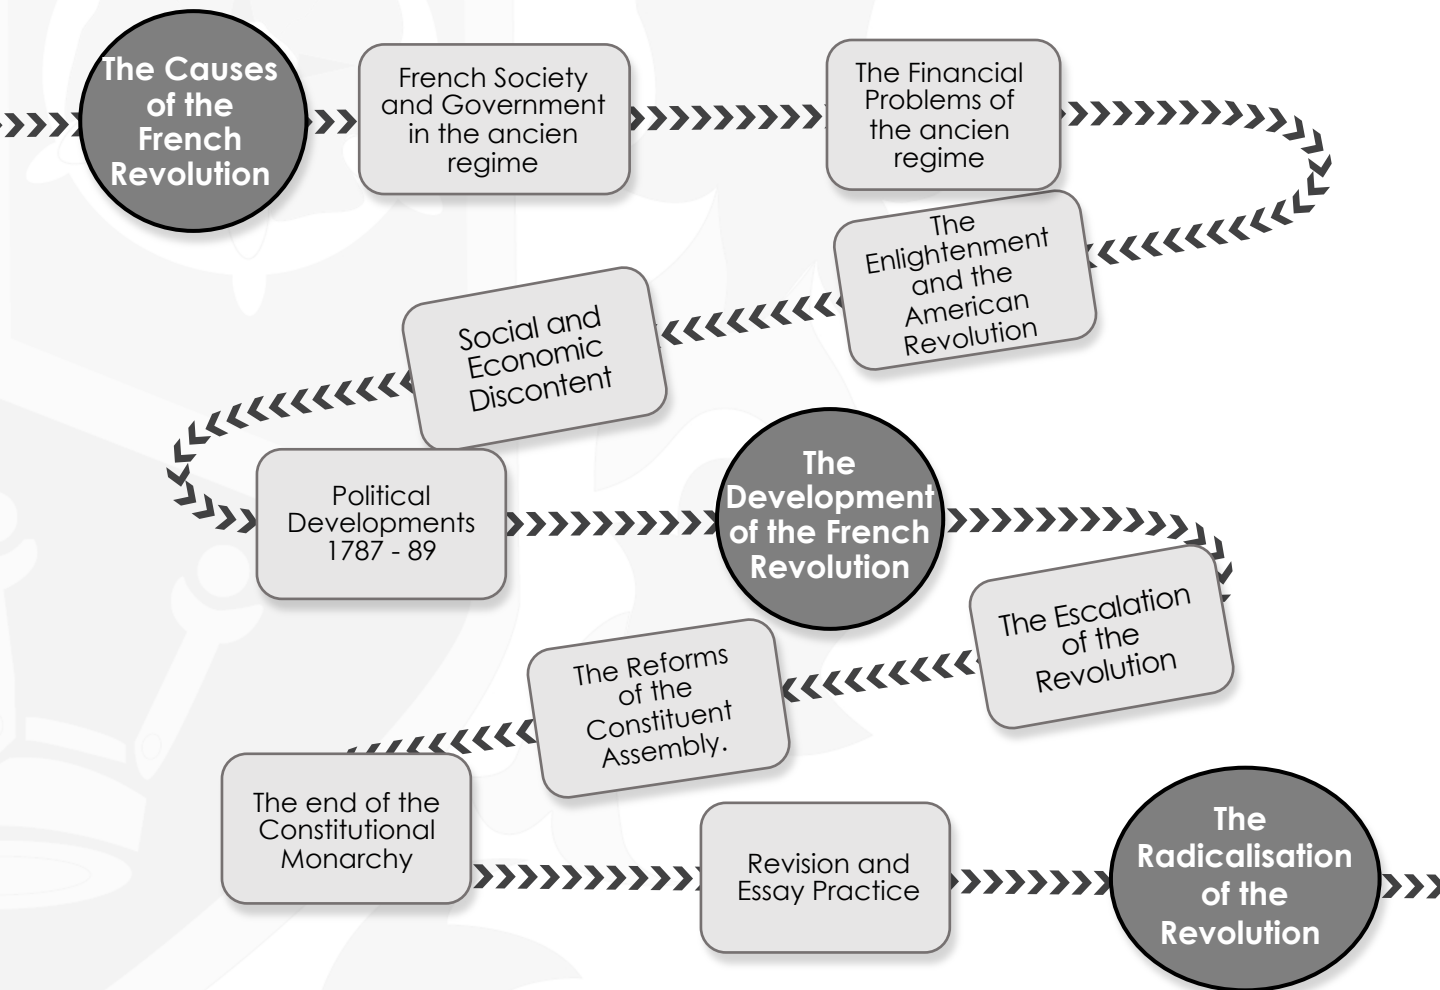 The Causes
of the
French
Revolution
French Society
and Government
in the ancien
regime
The Financial
Problems of
the ancien
regime
The
Enlightenment
and the
American
Revolution
Social and
Economic
Discontent
Political
Developments
1787 - 89
The
Development
of the French
Revolution
The Escalation
of the
Revolution
The Reforms
of the
Constituent
Assembly.
The end of the
Constitutional
Monarchy
Revision and
Essay Practice
The
Radicalisation
of the
Revolution